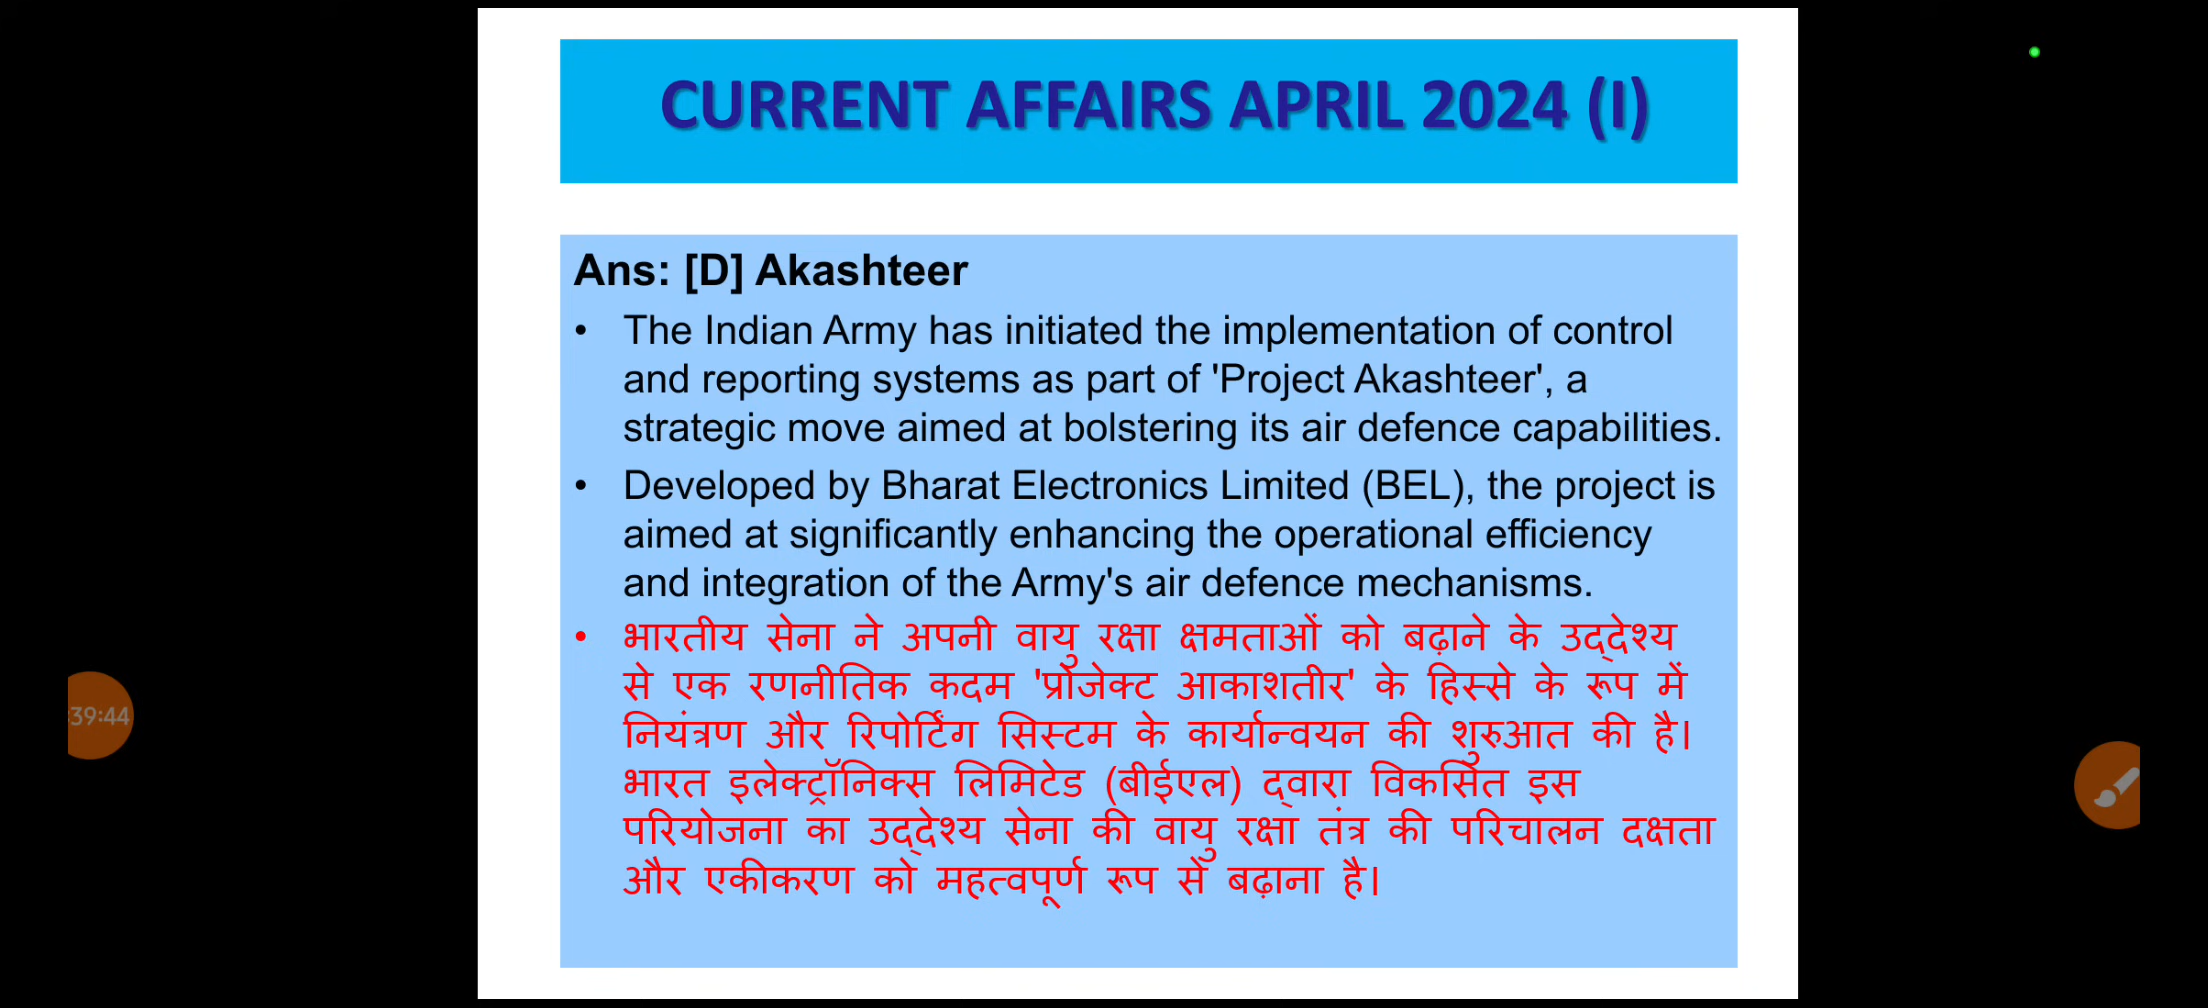 CURRENT AFFAIRS APRIL 2024 (I)
Ans: [D] Akashteer
• The Indian Army has initiated the implementation of control
and reporting systems as part of 'Project Akashteer', a
strategic move aimed at bolstering its air defence capabilities.
• Developed by Bharat Electronics Limited (BEL), the project is
aimed at significantly enhancing the operational efficiency
and integration of the Army's air defence mechanisms.
• भारतीय सेना ने अपनी वायु रक्षा क्षमताओं को बढ़ाने के उद्देश्य
से एक रणनीतिक कदम 'प्रोजेक्ट आकाशतीर' के हिस्से के रूप में
नियंत्रण और रिपोर्टिंग सिस्टम के कार्यान्वयन की शुरुआत की है।
भारत इलेक्ट्रॉनिक्स लिमिटेड (बीईएल) द्वारा विकसित इस
परियोजना का उद्देश्य सेना की वायु रक्षा तंत्र की परिचालन दक्षता
और एकीकरण को महत्वपूर्ण रूप से बढ़ाना है।
:39:44